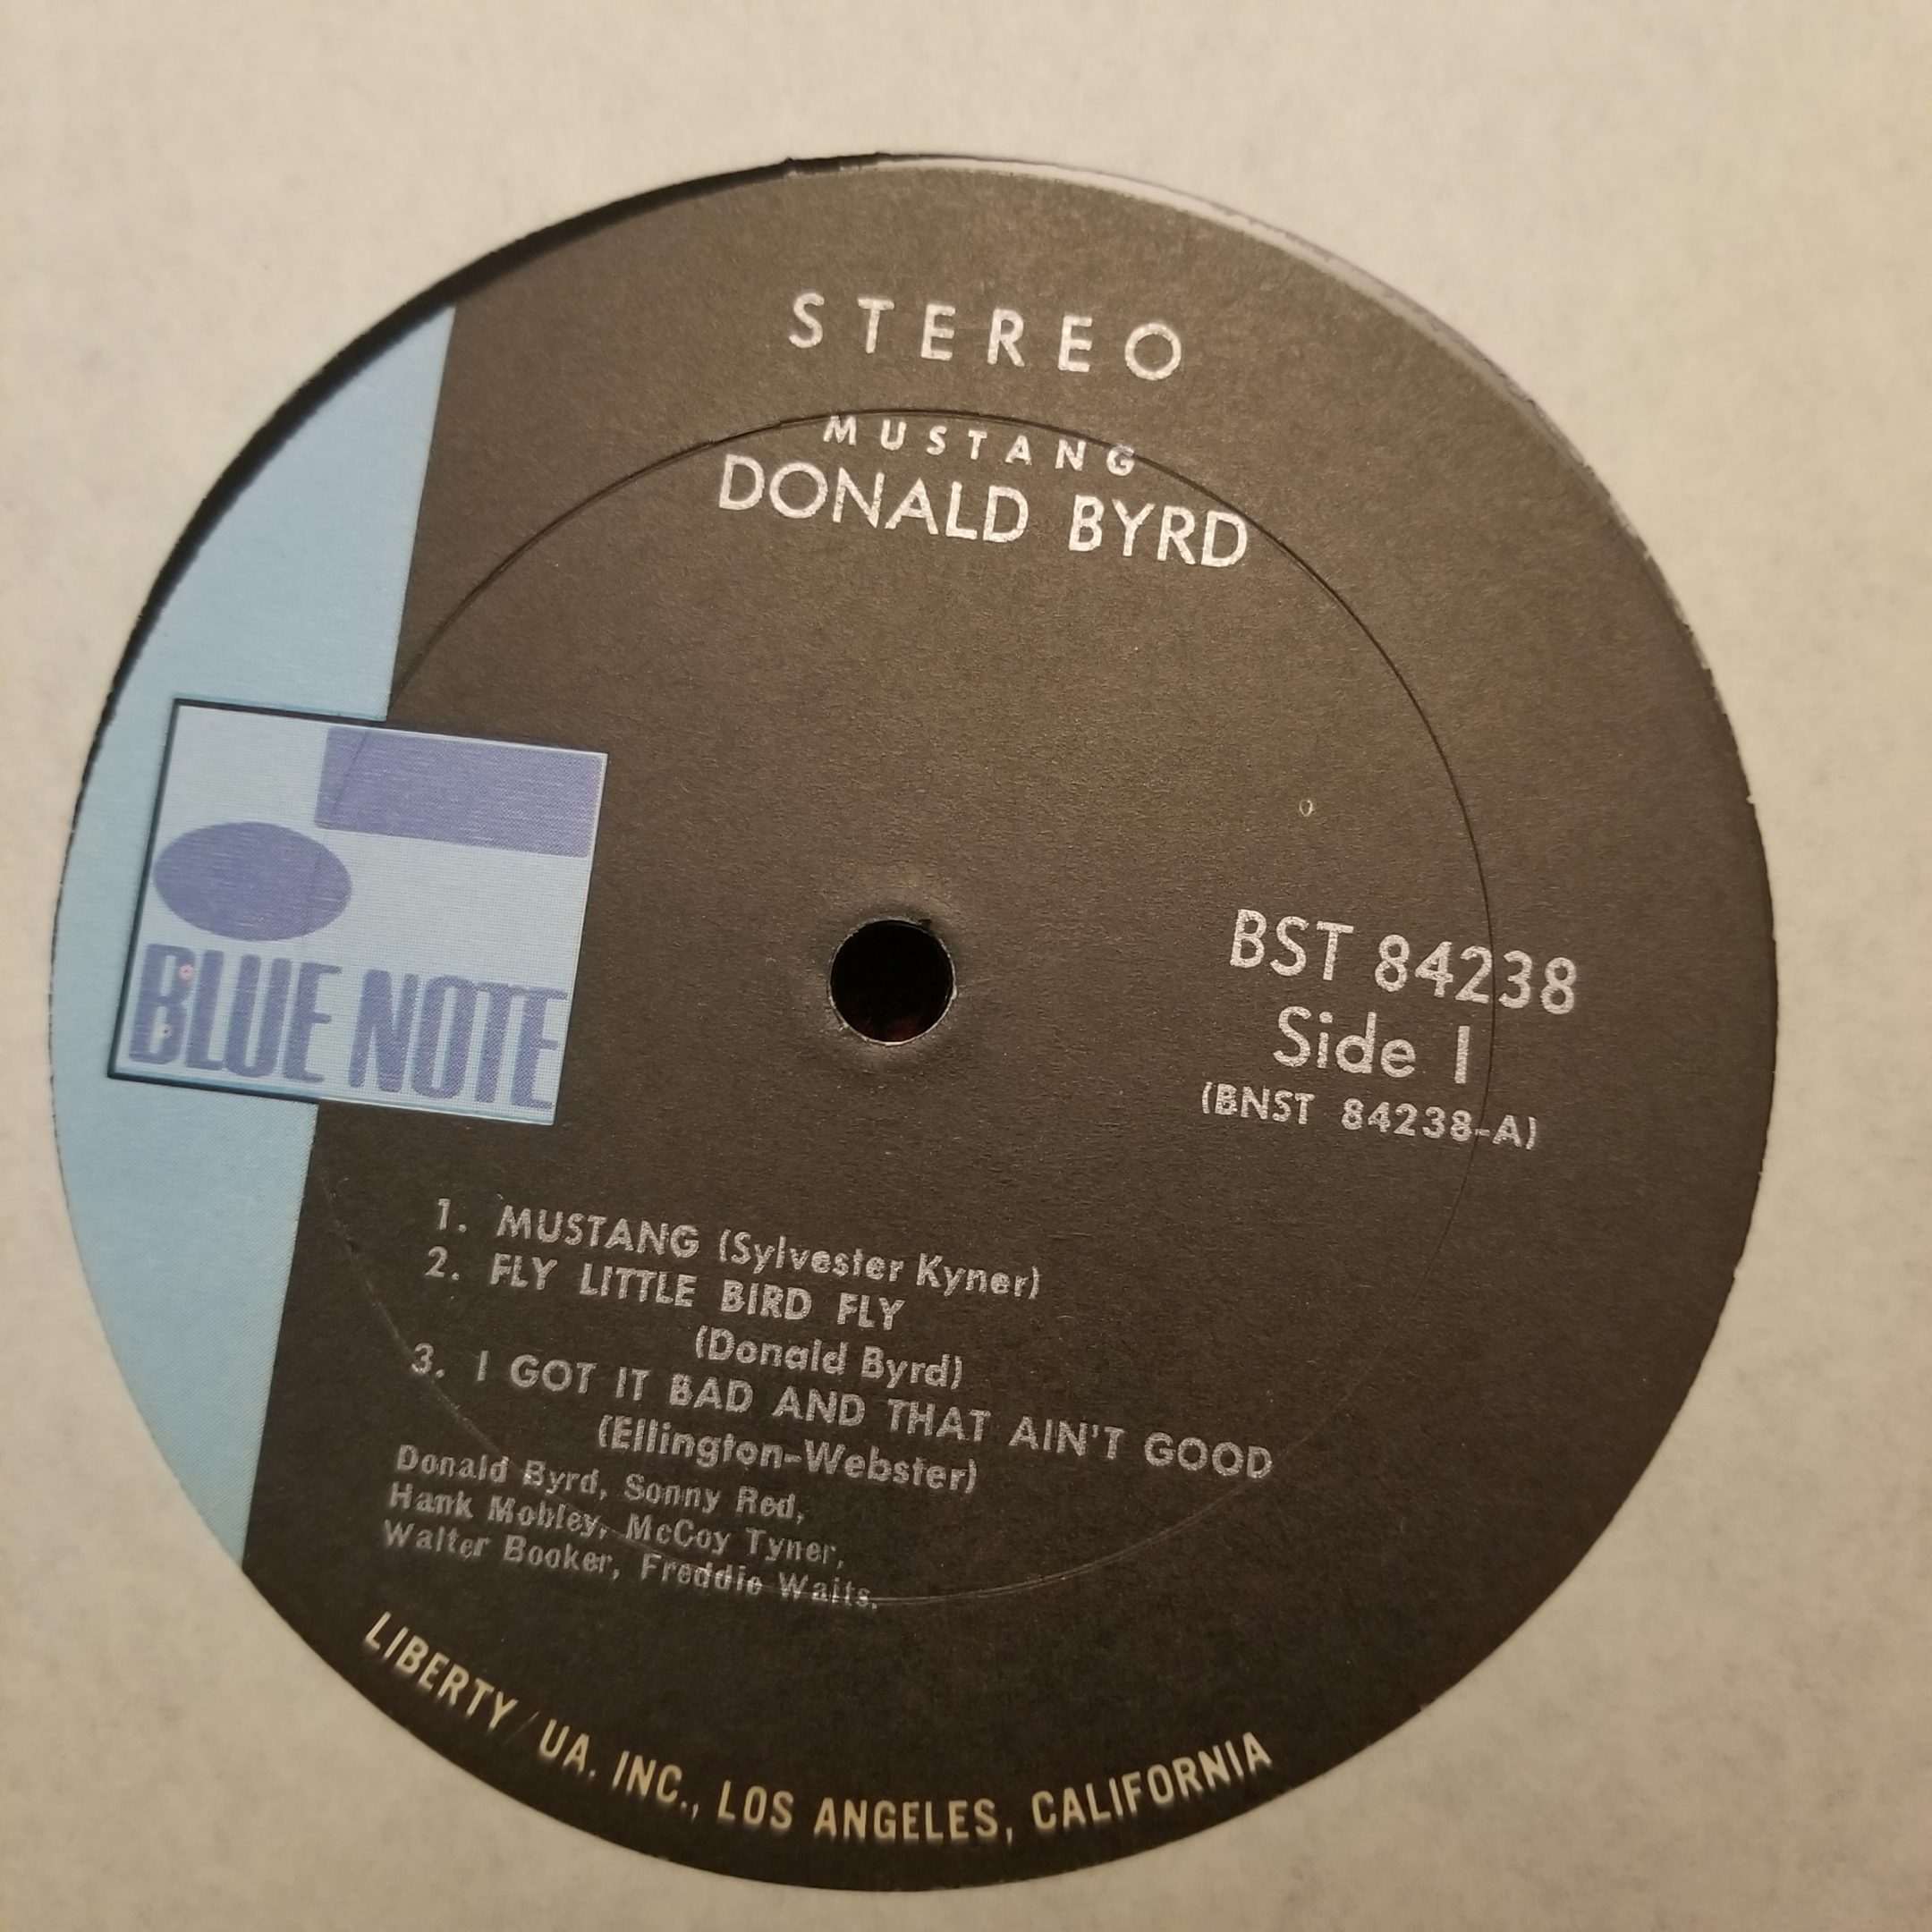 STEREO
MUSTANG
DONALD BYRD
BLUE NOTE
BST 84238
Side 1
(BNST 84238-A)
1. MUSTANG (Sylvester Kyner)
2. FLY LITTLE BIRD FLY
(Donald Byrd)
3. I GOT IT BAD AND THAT AIN'T GOOD
(Ellington-Webster)
Donald Byrd, Sonny Red,
Hank Mobley, McCoy Tyner,
Walter Booker, Freddie Waits.
LIBERTY/UA, INC., LOS ANGELES, CALIFORNIA